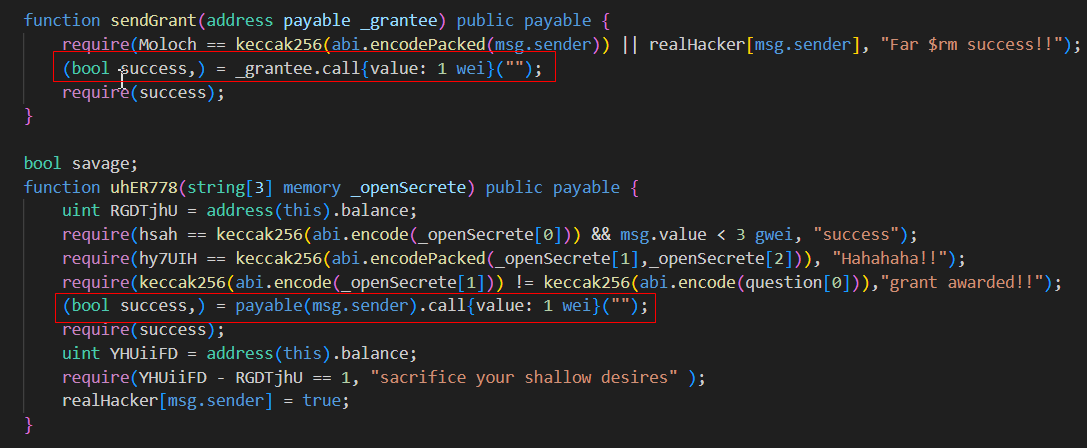 function sendGrant(address payable _grantee) public payable {
require(Moloch == keccak256(abi.encodePacked(msg.sender)) || realHacker[msg.sender], "Far $rm success!!");
(bool success,) = _grantee.call{value: 1 wei}("");
require(success);
}
bool savage;
function uhER778(string[3] memory _openSecrete) public payable {
uint RGDTjhU = address(this).balance;
require(hsah == keccak256(abi.encode(_openSecrete[0])) && msg.value < 3 gwei, "success");
require(hy7UIH == keccak256(abi.encodePacked(_openSecrete[1],_openSecrete[2])), "Hahahaha!!");
require(keccak256(abi.encode(_openSecrete[1])) != keccak256(abi.encode(question[0])),"grant awarded!!");
(bool success,) = payable(msg.sender).call{value: 1 wei}("");
require(success);
uint YHUiiFD = address(this).balance;
require(YHUiiFD - RGDTjhU == 1, "sacrifice your shallow desires" );
realHacker[msg.sender] = true;
}